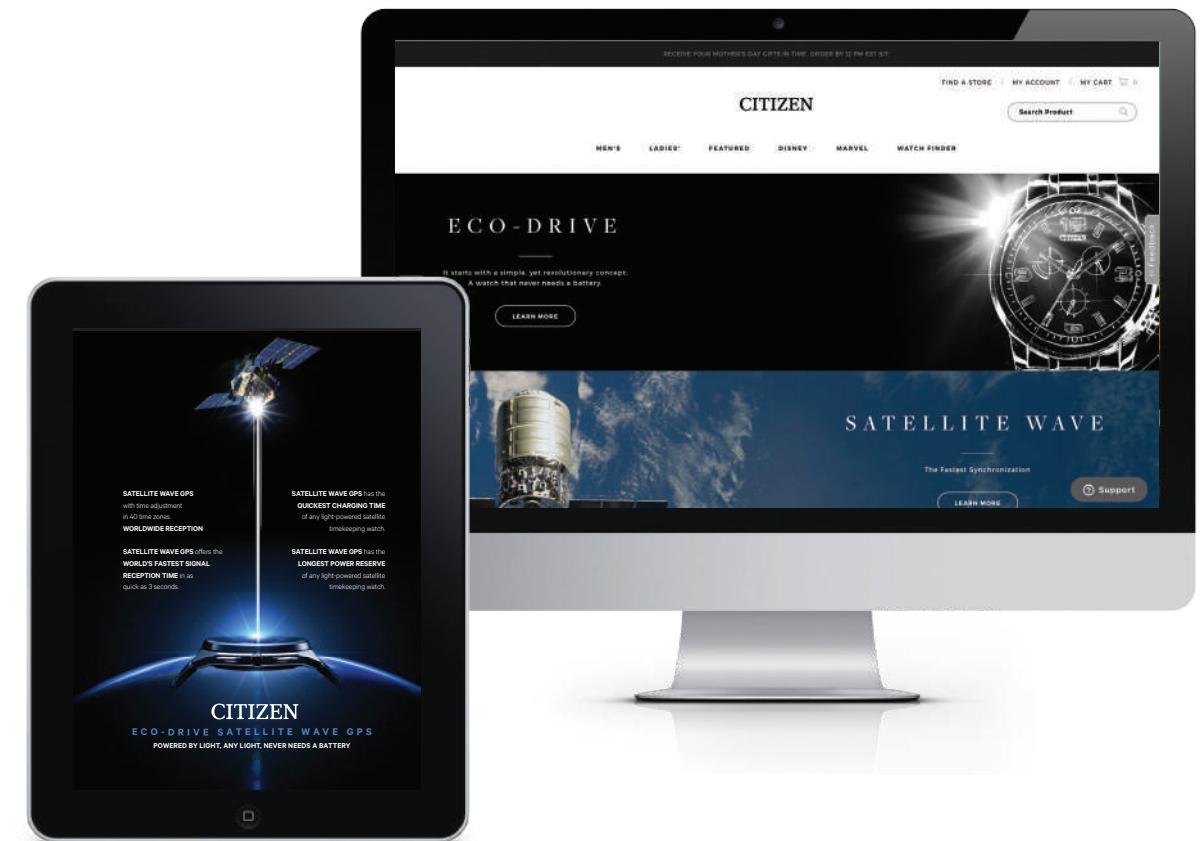 RECEIVE YOUR MOTHER'S DAY GIFTS IN TIME. ORDER BY 12 PM EST 5/7.
FIND A STORE
MY ACCOUNT
MY CART 0
CITIZEN
Search Product
MEN'S
LADIES'
FEATURED
DISNEY
MARVEL
WATCH FINDER
ECO-DRIVE
It starts with a simple, yet revolutionary concept.
A watch that never needs a battery.
LEARN MORE
CITIZEN
Feedback
SATELLITE WAVE
The Fastest Synchronization
LEARN MORE
Support
SATELLITE WAVE GPS
with time adjustment
in 40 time zones.
WORLDWIDE RECEPTION
SATELLITE WAVE GPS offers the
WORLD'S FASTEST SIGNAL
RECEPTION TIME in as
quick as 3 seconds.
SATELLITE WAVE GPS has the
QUICKEST CHARGING TIME
of any light-powered satellite
timekeeping watch.
SATELLITE WAVE GPS has the
LONGEST POWER RESERVE
of any light-powered satellite
timekeeping watch.
CITIZEN
ECO-DRIVE SATELLITE WAVE GPS
POWERED BY LIGHT, ANY LIGHT, NEVER NEEDS A BATTERY